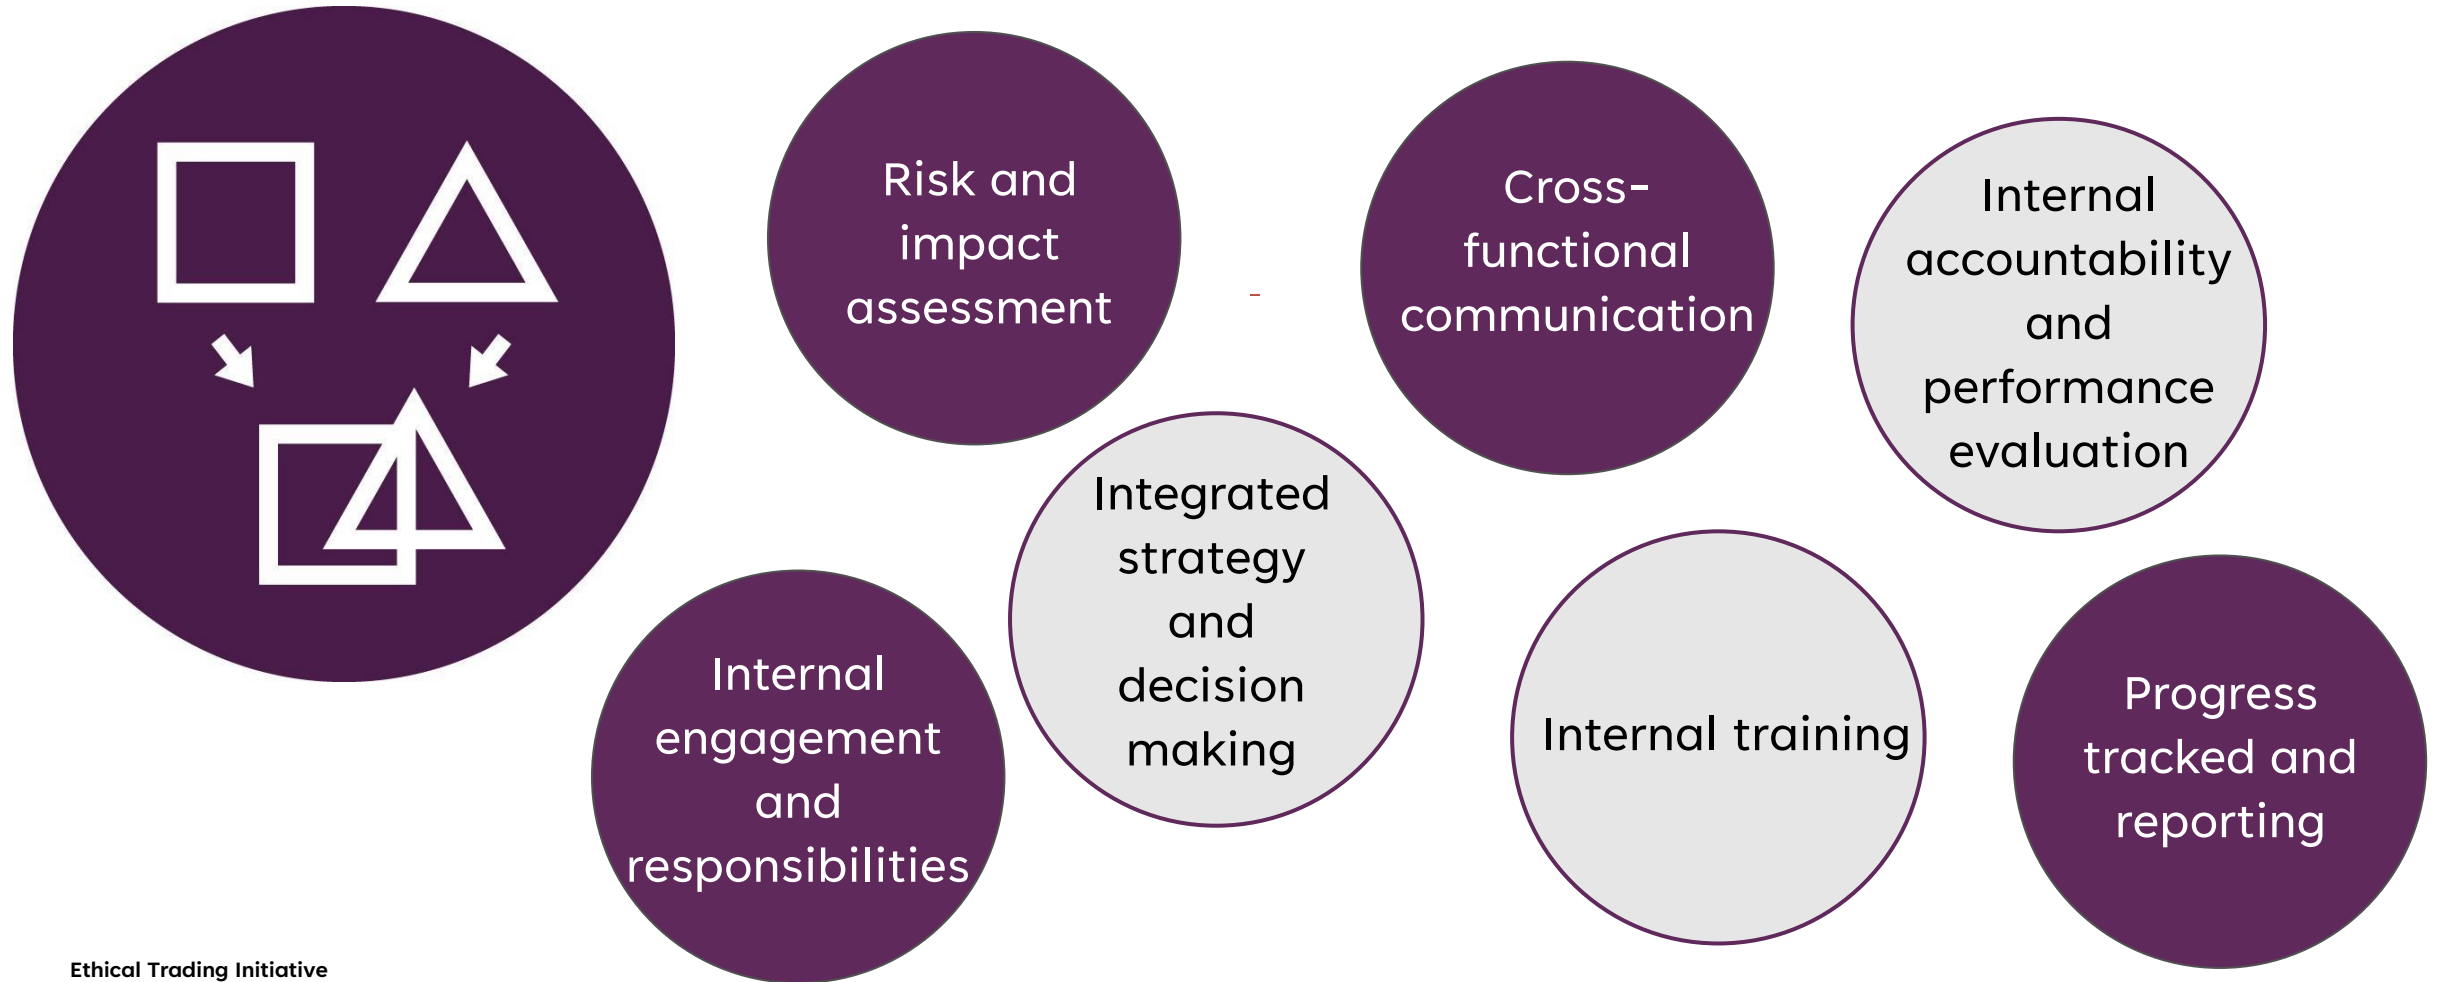 Risk and
impact
assessment
Cross-
functional
communication
Internal
accountability
and
performance
evaluation
Integrated
strategy
and
decision
making
Internal
engagement
and
responsibilities
Internal training
Progress
tracked and
reporting
Ethical Trading Initiative